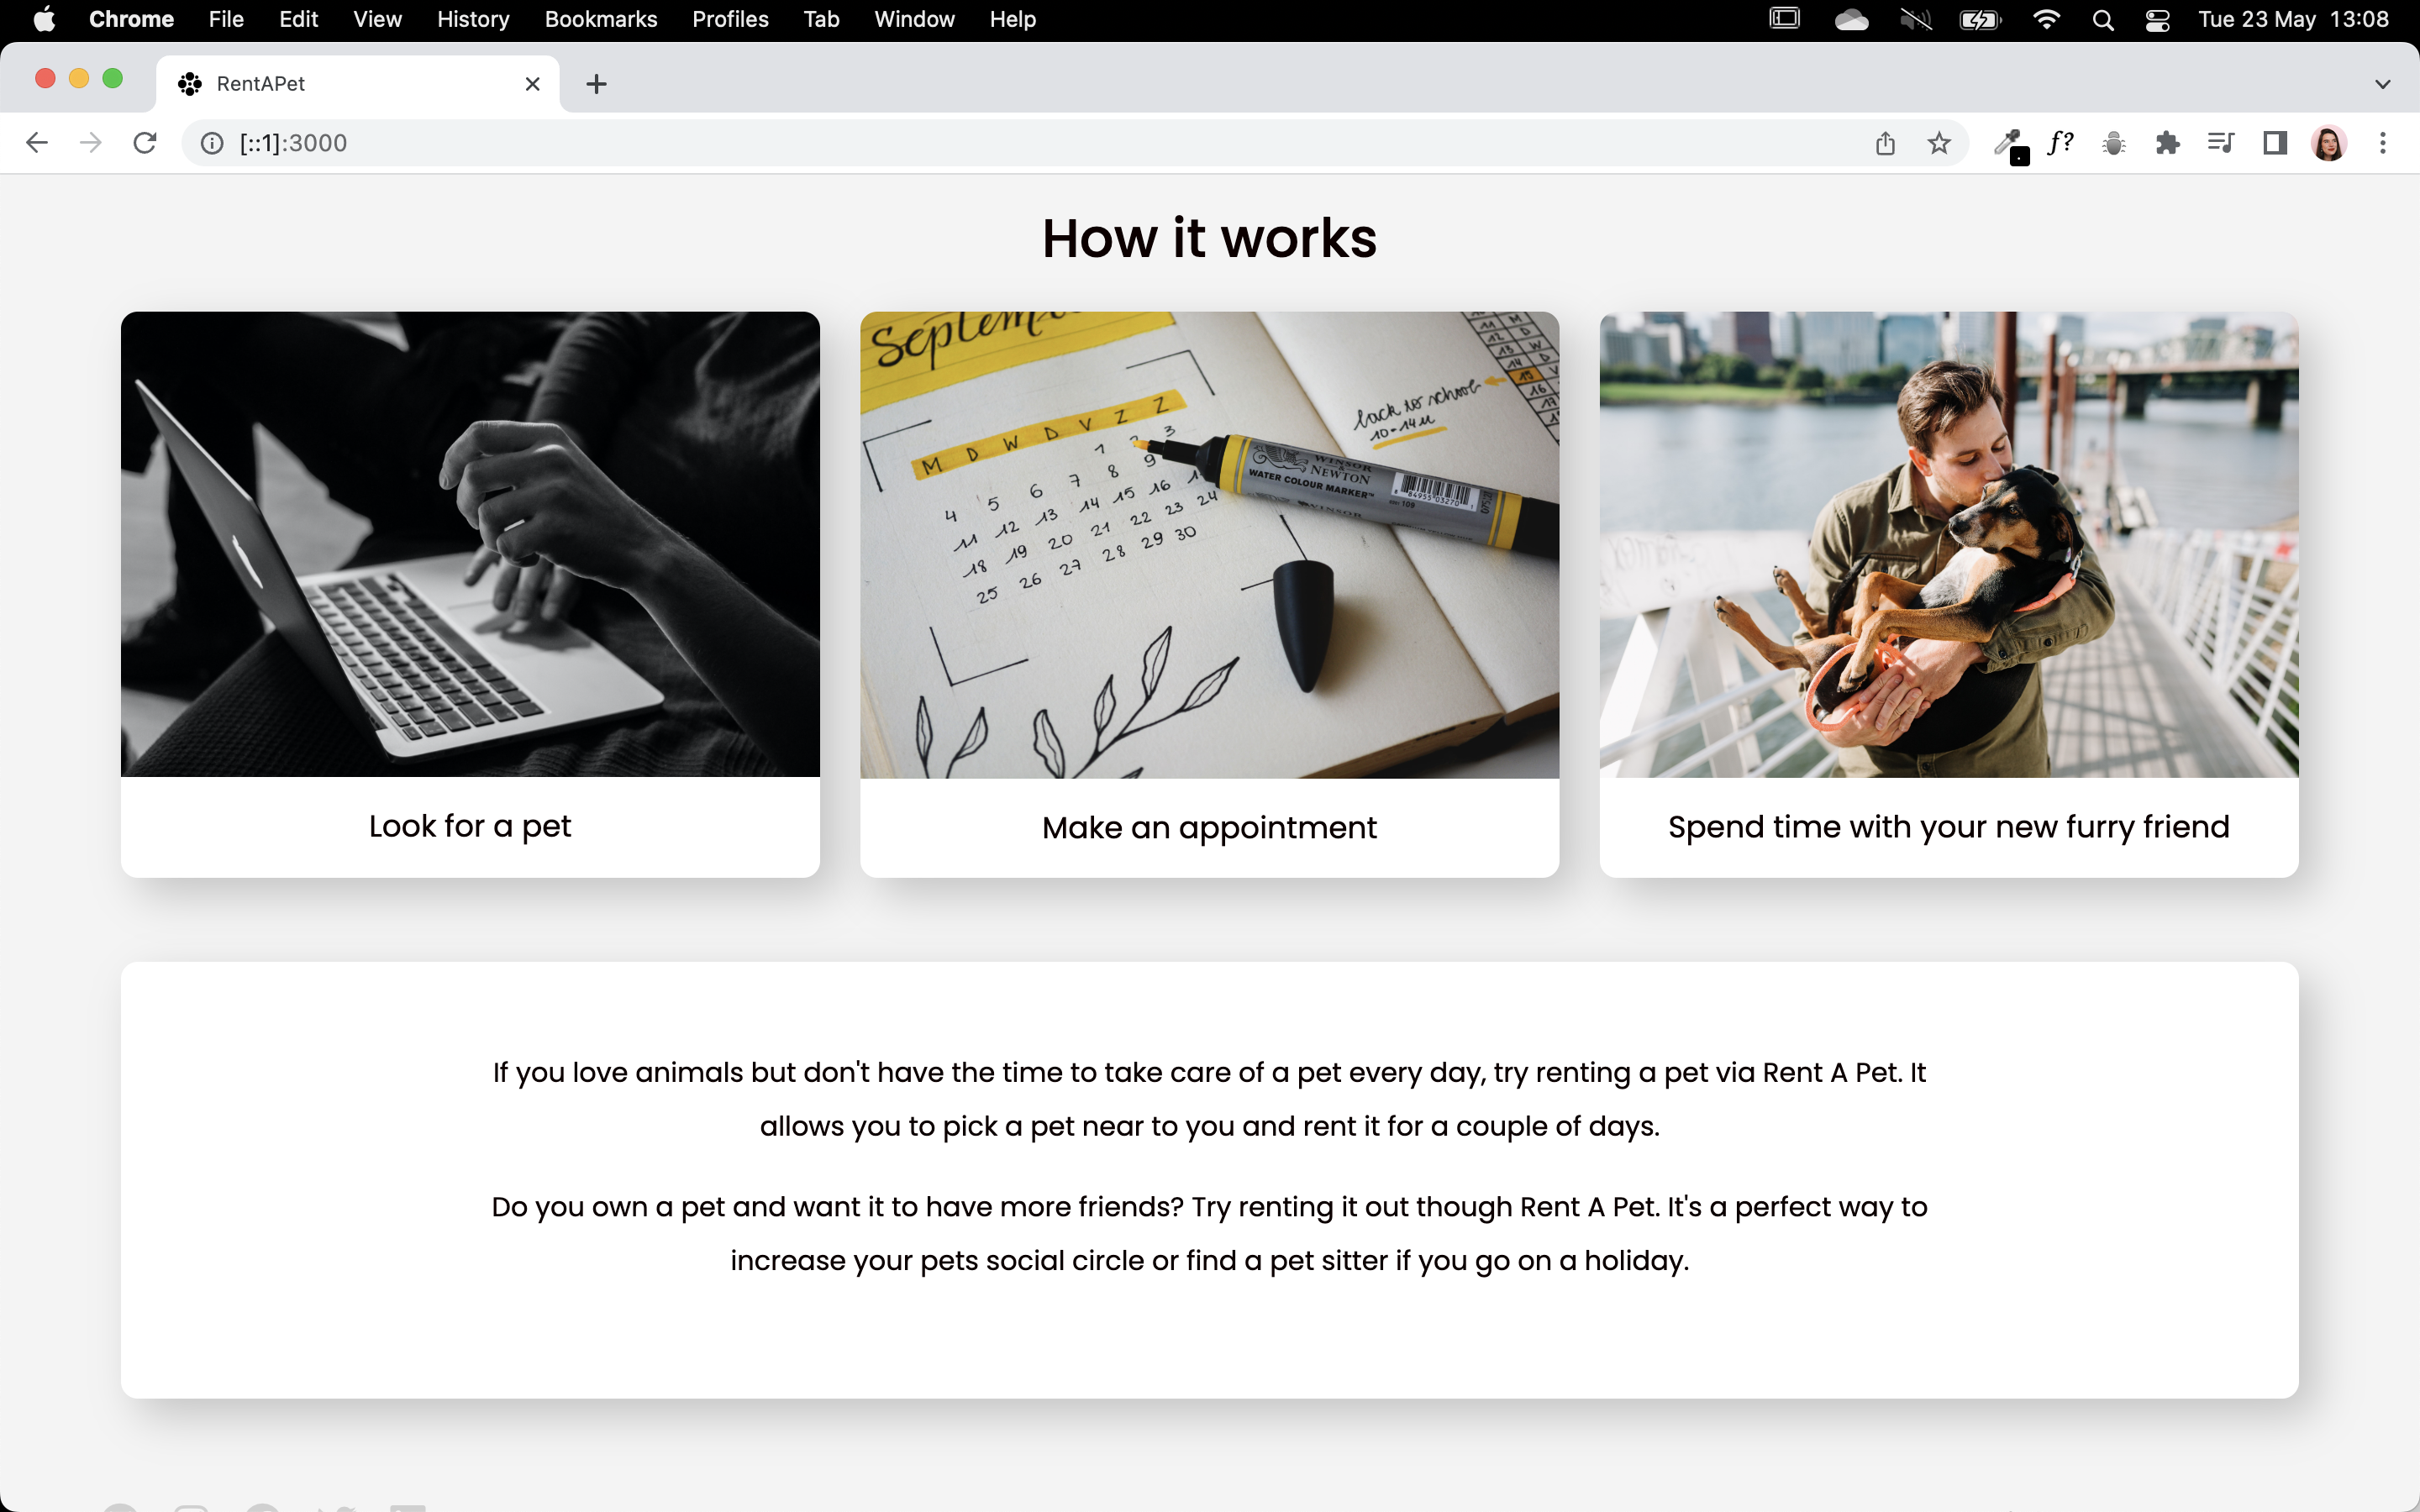 Chrome File Edit View History Bookmarks Profiles Tab Window Help Tue 23 May 13:08
RentAPet
[::1]:3000
f?
How it works
back to school
10-14u
M D W D V Z Z
1 2 3
4 5 6 7 8 9
11 12 13 14 15 16
18 19 20 21 22 23 24
25 26 27 28 29 30
WINSOR
& NEWTON
WATER COLOUR MARKER™
Look for a pet
Make an appointment
Spend time with your new furry friend
If you love animals but don't have the time to take care of a pet every day, try renting a pet via Rent A Pet. It
allows you to pick a pet near to you and rent it for a couple of days.
Do you own a pet and want it to have more friends? Try renting it out though Rent A Pet. It's a perfect way to
increase your pets social circle or find a pet sitter if you go on a holiday.